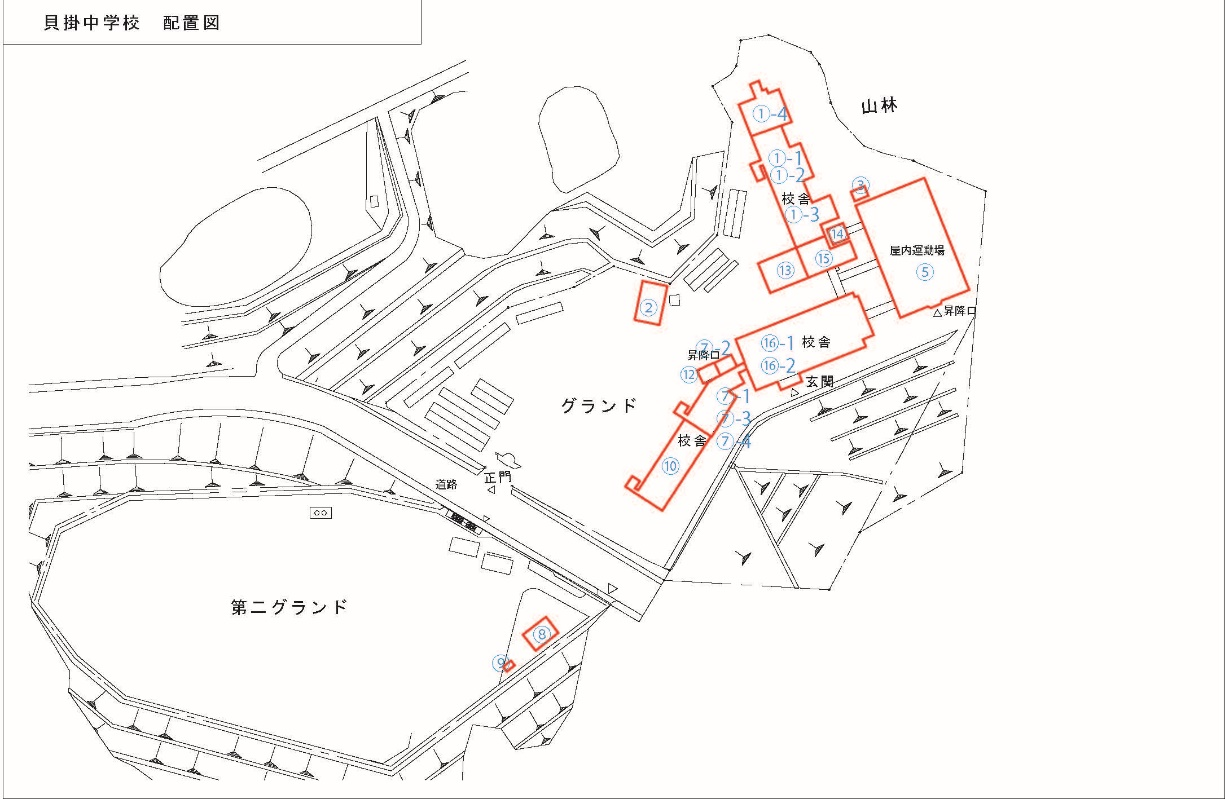 貝掛中学校　配置図
山林
①-4
①-1
①-2
校舎
①-3
③
⑭
⑮
⑬
屋内運動場
⑤
△昇降口
②
⑯-1 校舎
⑯-2
⑦-2
昇降口
⑫
玄関
⑦-1
⑦-3
校舎
⑦-4
⑩
グランド
道路
正門
第二グランド
⑧
⑨